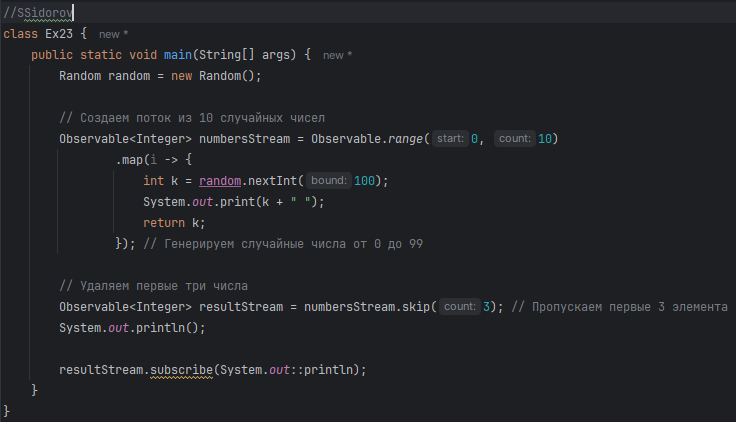 //SSidorov
class Ex23 { new *
public static void main(String[] args) { new *
Random random = new Random();
// Создаем поток из 10 случайных чисел
Observable<Integer> numbersStream = Observable.range( start: 0, count: 10)
.map(i -> {
int k = random.nextInt( bound: 100);
System.out.print(k + " ");
return k;
}); // Генерируем случайные числа от 0 до 99
// Удаляем первые три числа
Observable<Integer> resultStream = numbersStream.skip( count: 3); // Пропускаем первые 3 элемента
System.out.println();
resultStream.subscribe(System.out::println);
}
}